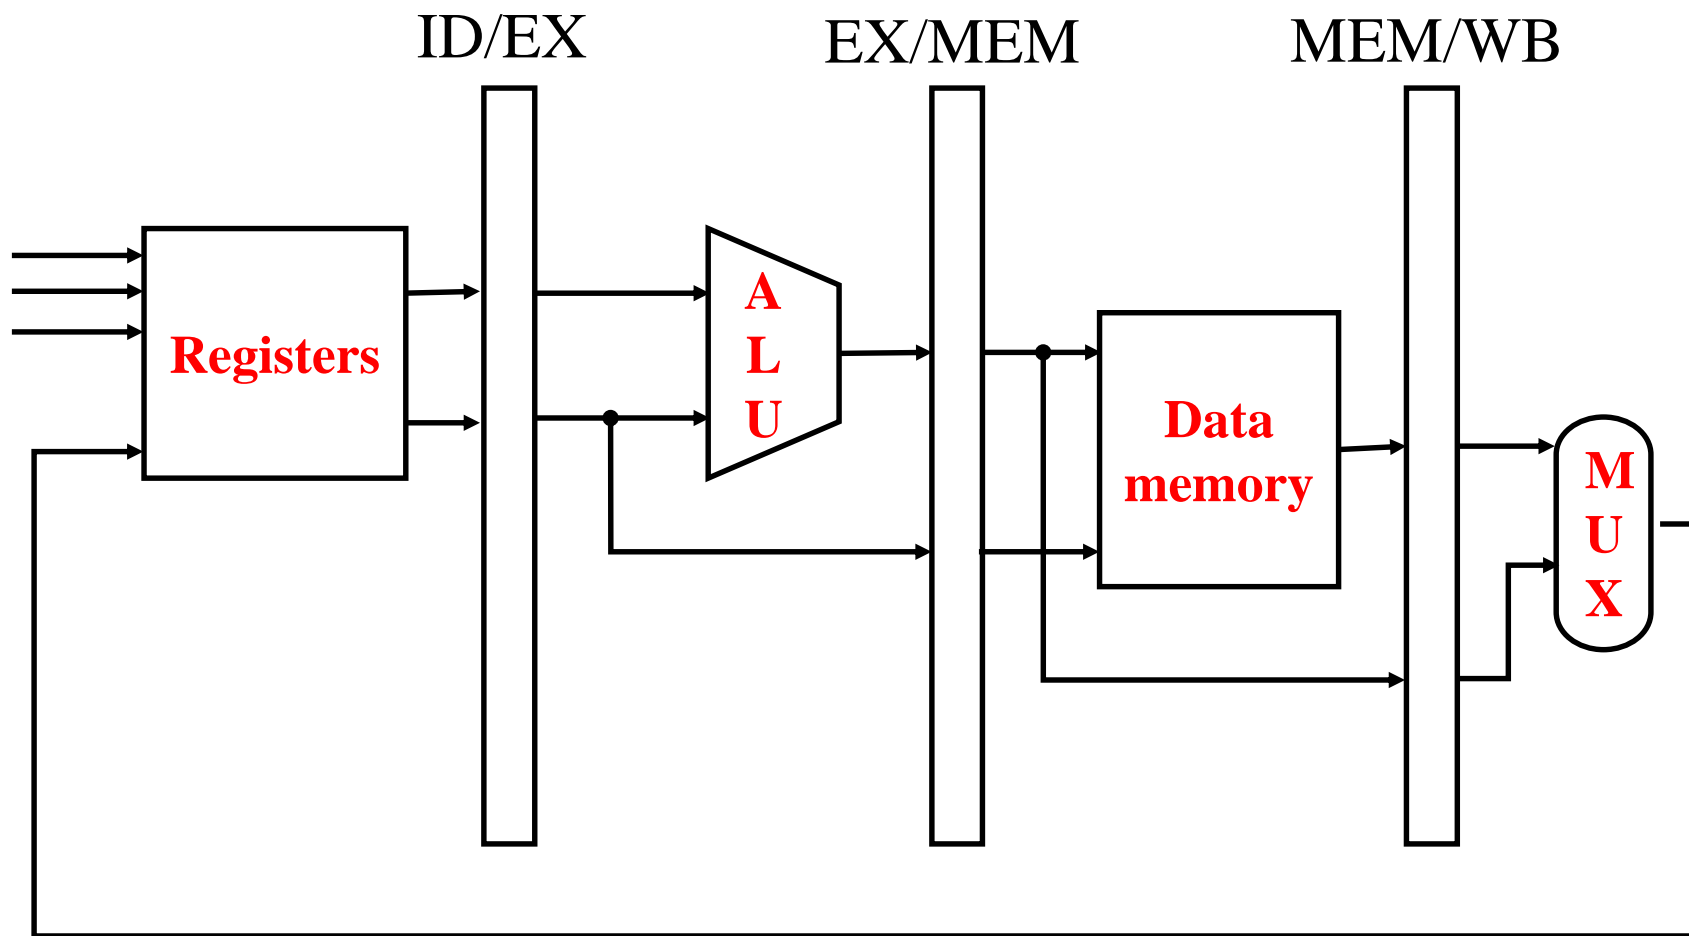 ID/EX
EX/MEM
MEM/WB
Registers
A
L
U
Data
memory
M
U
X